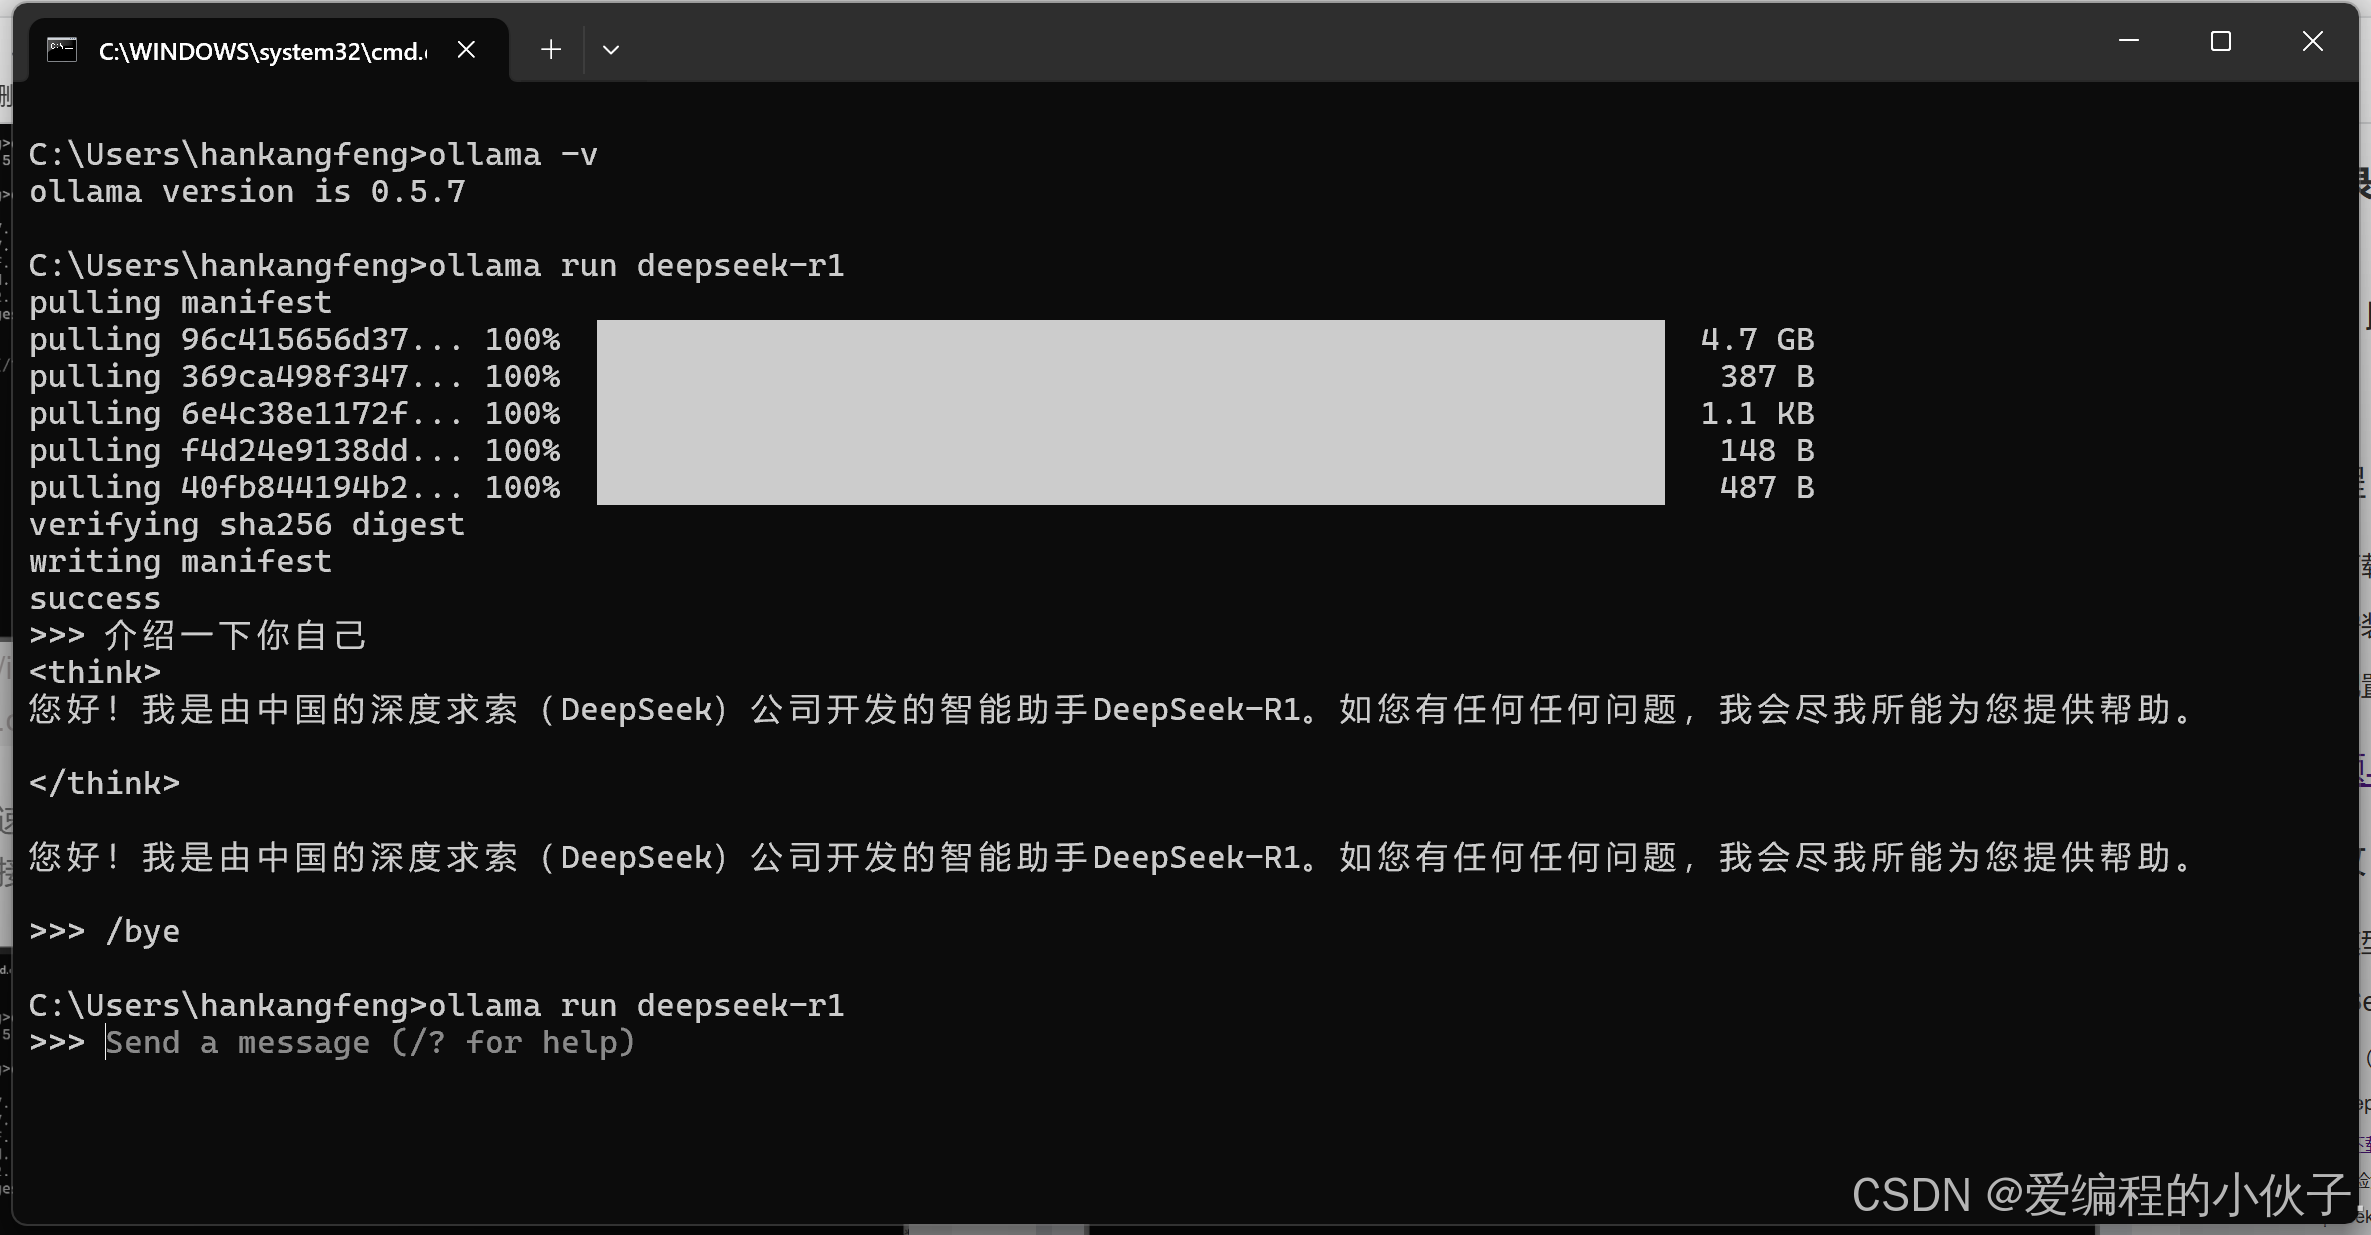 C:\WINDOWS\system32\cmd.
C:\Users\hankangfeng>ollama -v
ollama version is 0.5.7
C:\Users\hankangfeng>ollama run deepseek-r1
pulling manifest
pulling 96c415656d37... 100% 4.7 GB
pulling 369ca498f347... 100% 387 B
pulling 6e4c38e1172f... 100% 1.1 KB
pulling f4d24e9138dd... 100% 148 B
pulling 40fb844194b2... 100% 487 B
verifying sha256 digest
writing manifest
success
>>> 介绍一下你自己
<think>
您好！我是由中国的深度求索（DeepSeek）公司开发的智能助手DeepSeek-R1。如您有任何任何问题，我会尽我所能为您提供帮助。
</think>
您好！我是由中国的深度求索（DeepSeek）公司开发的智能助手DeepSeek-R1。如您有任何任何问题，我会尽我所能为您提供帮助。
>>> /bye
C:\Users\hankangfeng>ollama run deepseek-r1
>>> Send a message (/? for help)
CSDN @爱编程的小伙子